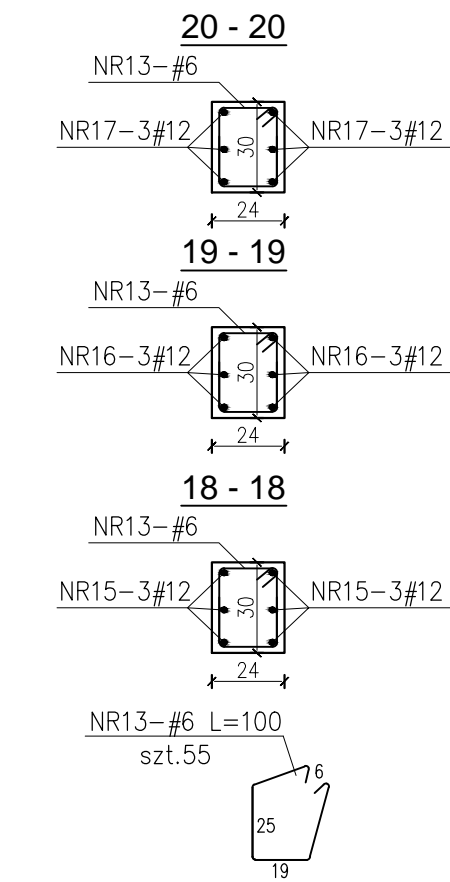 20 - 20
NR13-#6
NR17-3#12 NR17-3#12
30
24
19 - 19
NR13-#6
NR16-3#12 NR16-3#12
30
24
18 - 18
NR13-#6
NR15-3#12 NR15-3#12
30
24
NR13-#6 L=100
szt.55
6
25
19